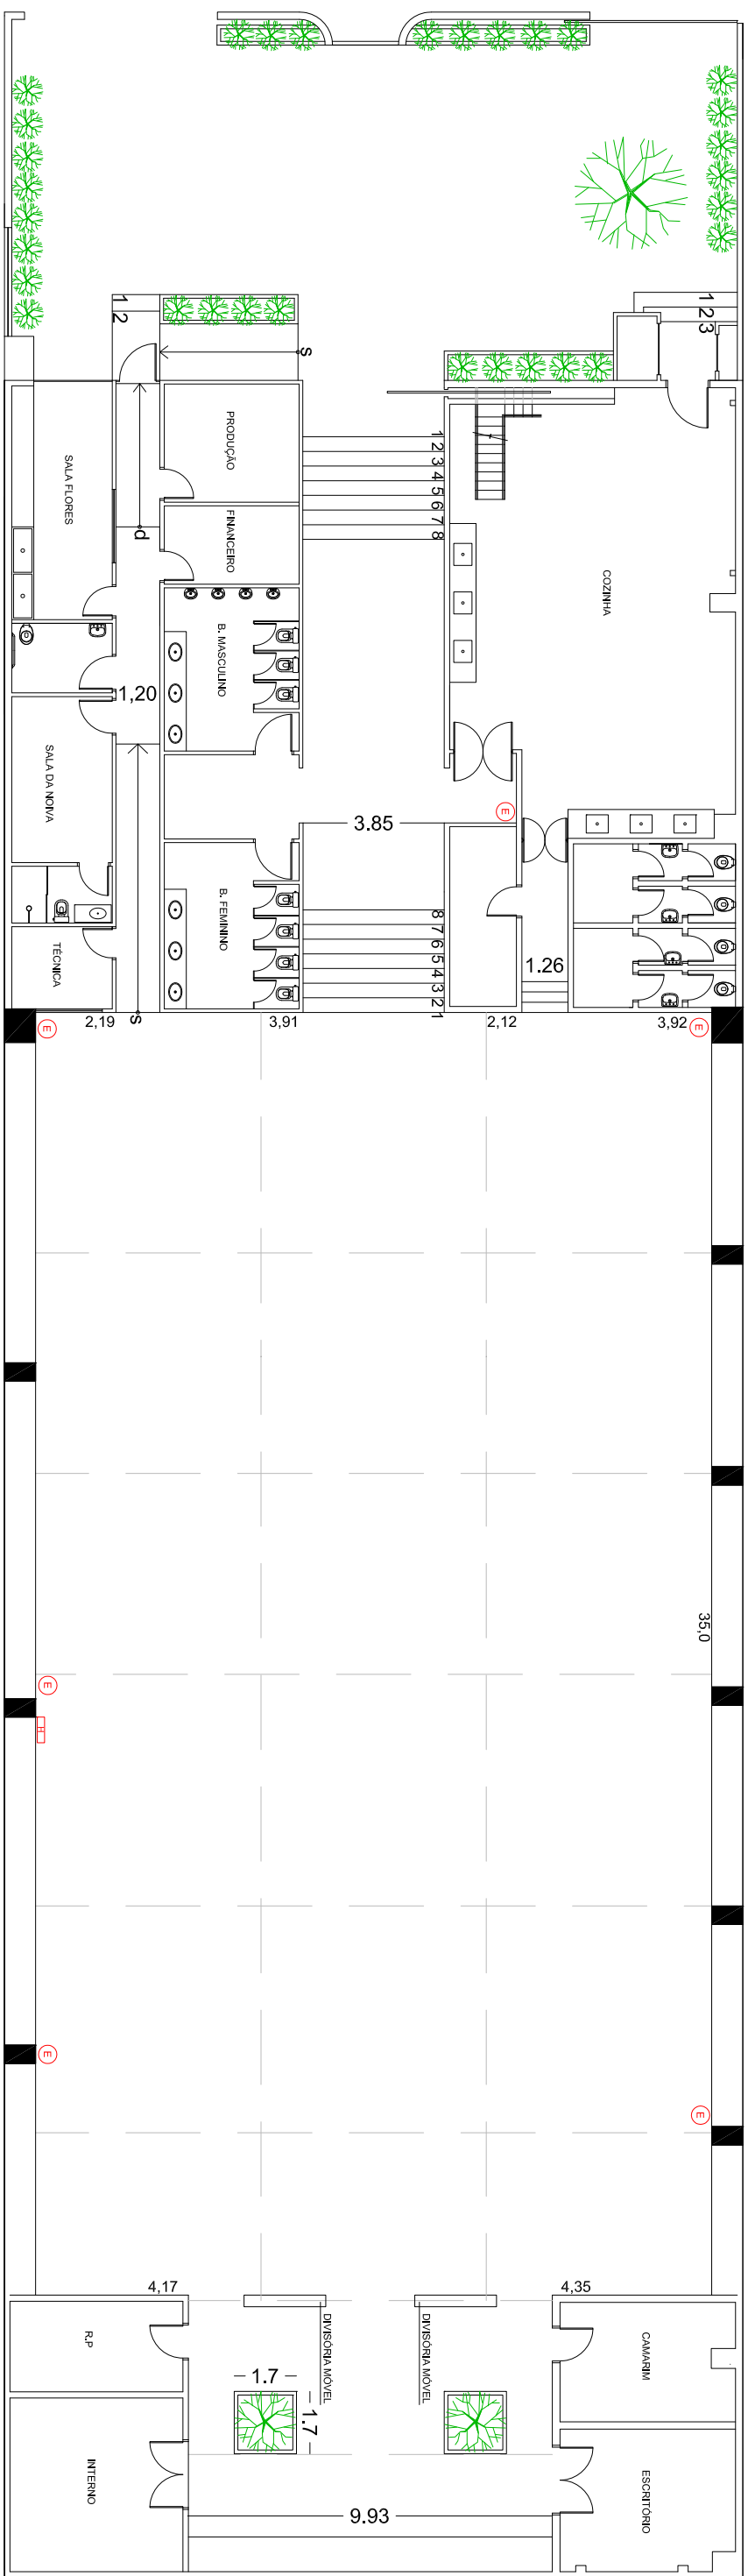 1 2 3
1 2
s
PRODUÇÃO
1 2 3 4 5 6 7 8
SALA FLORES
FINANCEIRO
d
COZINHA
B. MASCULINO
1,20
SALA DA NOIVA
E
3.85
B. FEMININO
8 7 6 5 4 3 2 1
1.26
TÉCNICA
s
E
2,19
3,91
2,12
3,92
E
35,0
E
H
E
E
4,17
4,35
R.P
DIVISÓRIA MÓVEL
DIVISÓRIA MÓVEL
CAMARIM
1.7
1.7
INTERNO
ESCRITÓRIO
9.93